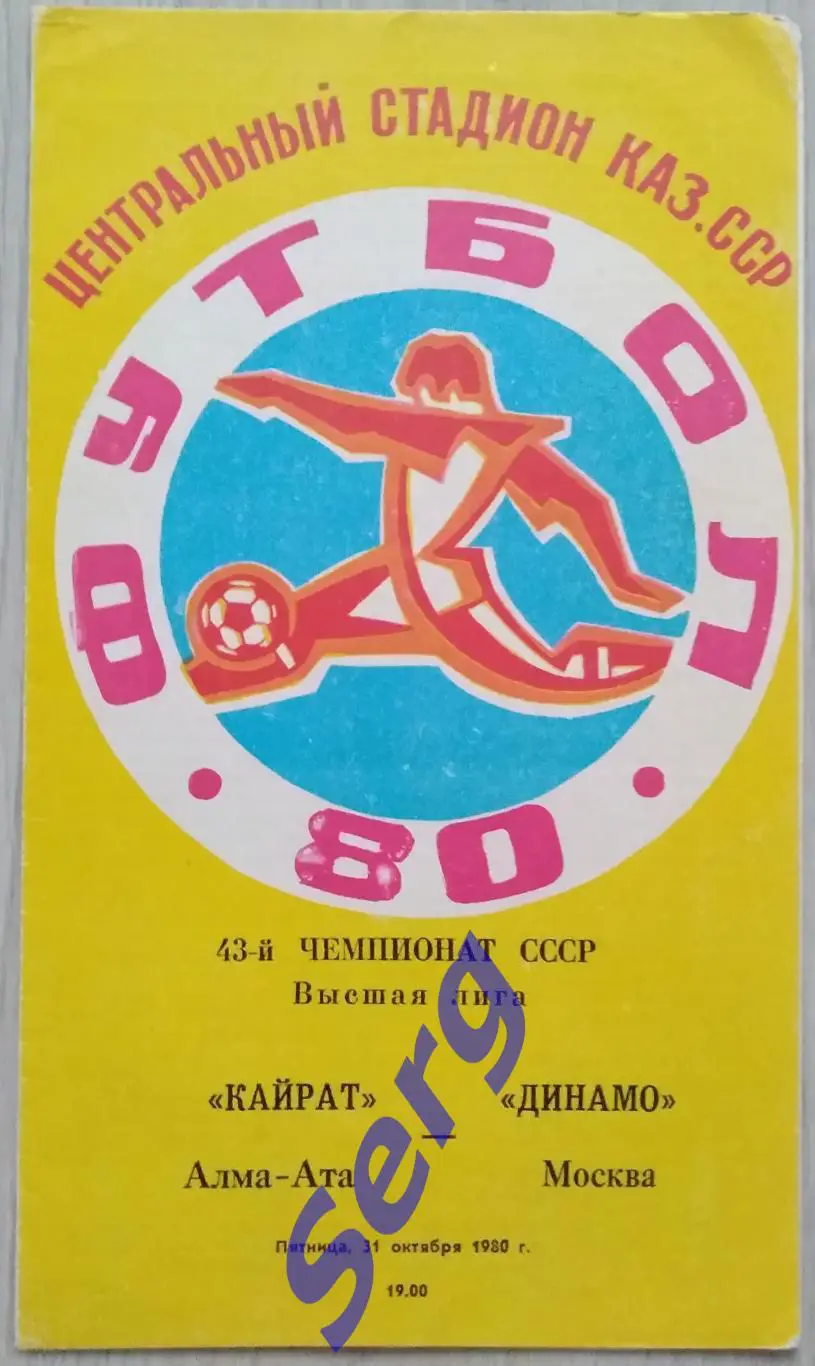 ЦЕНТРАЛЬНЫЙ СТАДИОН КАЗ.ССР
ФУТБОЛ
• 80 •
43-й ЧЕМПИОНАТ СССР
Высшая лига
«КАЙРАТ» — «ДИНАМО»
Алма-Ата Москва
Пятница, 31 октября 1980 г.
19.00
Serg